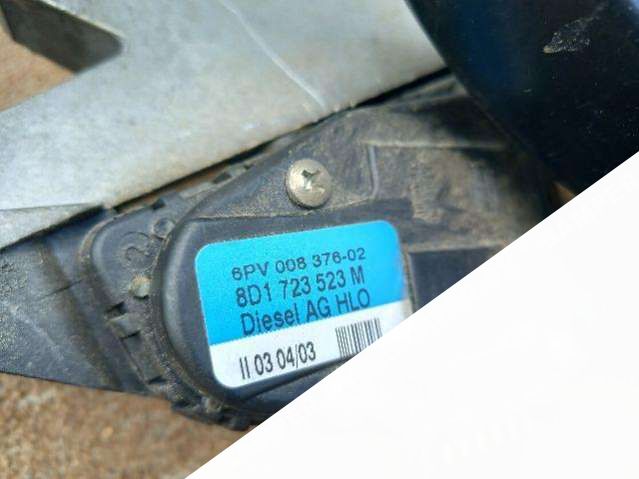 6PV 008 376-02
8D1 723 523 M
Diesel AG HLO
II 03 04/03